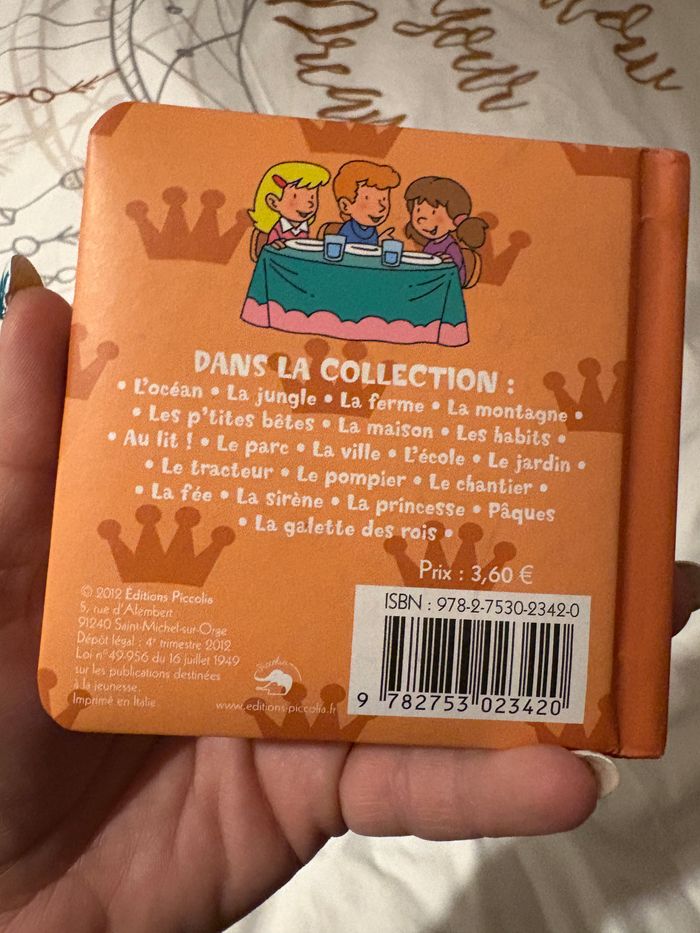 your
DANS LA COLLECTION :
• L'océan • La jungle • La ferme • La montagne •
• Les p'tites bêtes • La maison • Les habits •
• Au lit ! • Le parc • La ville • L'école • Le jardin •
• Le tracteur • Le pompier • Le chantier •
• La fée • La sirène • La princesse • Pâques
• La galette des rois •
Prix : 3,60 €
© 2012 Éditions Piccolia
5, rue d'Alembert
91240 Saint-Michel-sur-Orge
Dépôt légal : 4e trimestre 2012
Loi n°49-956 du 16 juillet 1949
sur les publications destinées
à la jeunesse.
Imprimé en Italie
Piccolia
www.editions-piccolia.fr
ISBN : 978-2-7530-2342-0
9 782753 023420